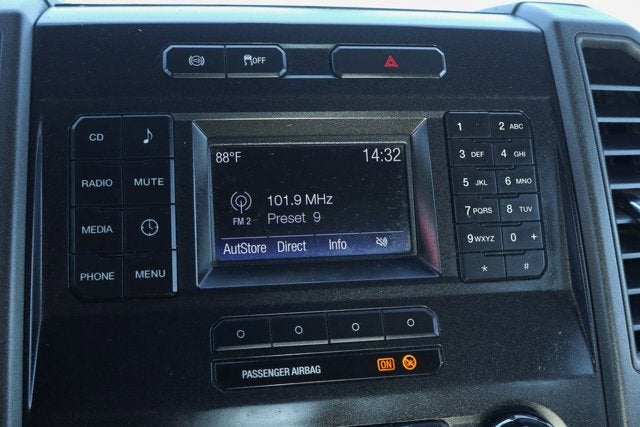 OFF
CD
RADIO MUTE
MEDIA
PHONE MENU
88°F 14:32
101.9 MHz
FM 2 Preset 9
AutStore Direct Info
1 2 ABC
3 DEF 4 GHI
5 JKL 6 MNO
7 PQRS 8 TUV
9 WXYZ 0 +
* #
PASSENGER AIRBAG ON